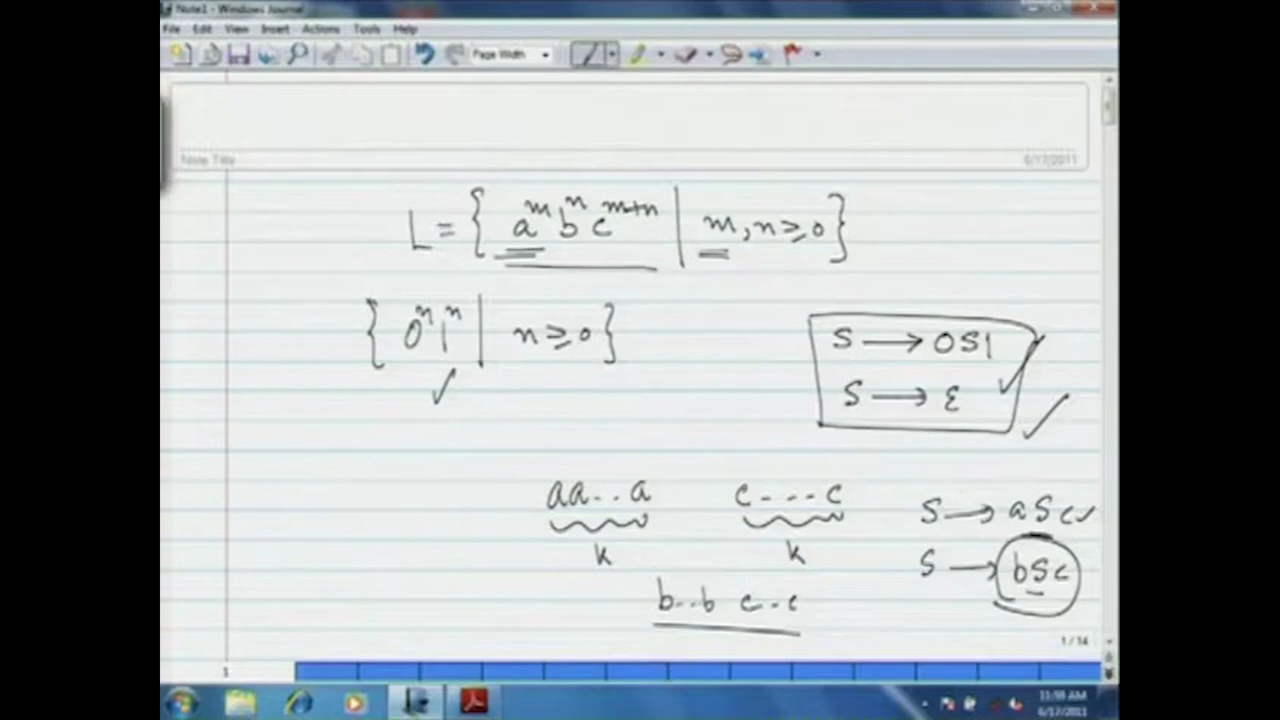 Note1 - Windows Journal
File Edit View Insert Actions Tools Help
Page Width
Note Title 6/17/2011
L = { a^m b^n c^{m+n} | m, n ≥ 0 }
{ 0^n 1^n | n ≥ 0 }
S → 0S1
S → ε
aa...a c....c
k k
S → aSc
S → bSc
b..b c..c
1 / 14
1
11:58 AM
6/17/2011